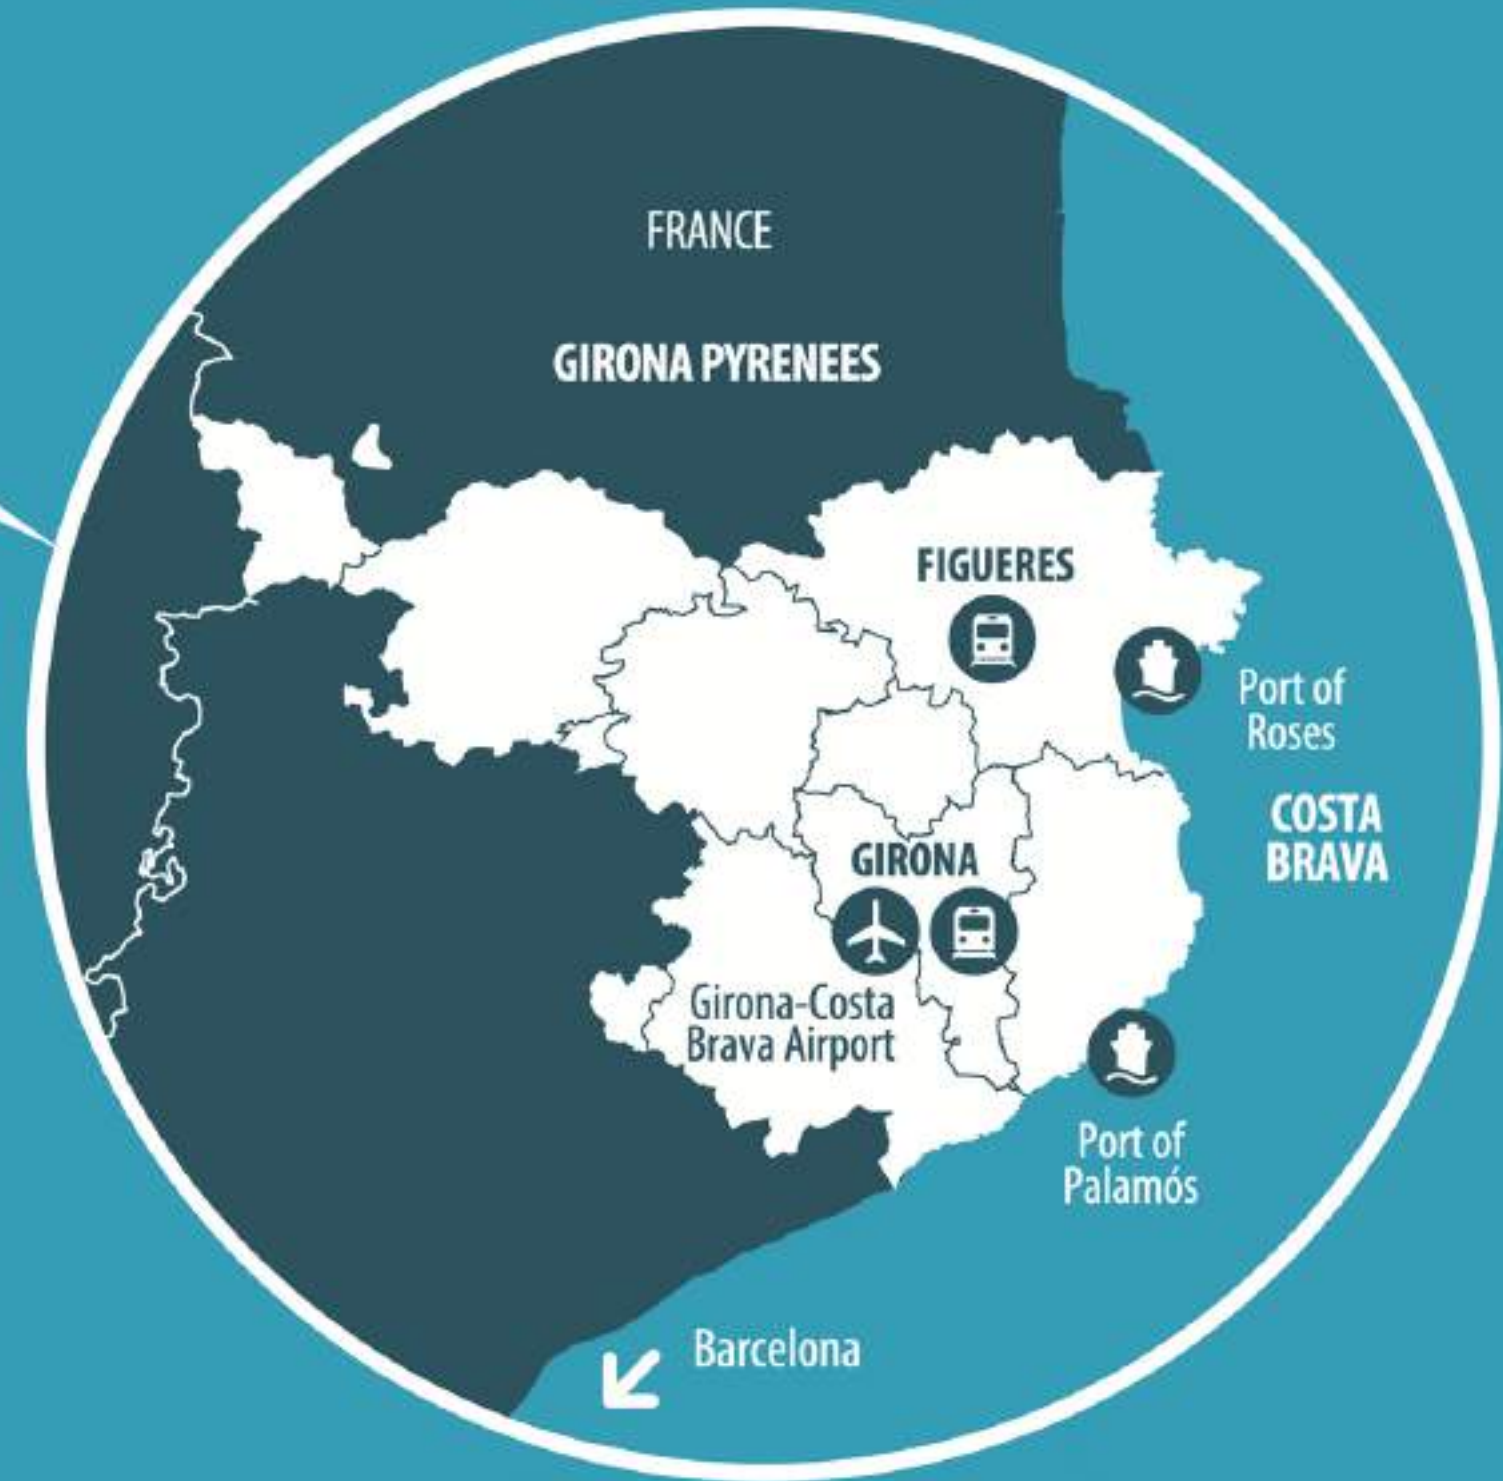 FRANCE
GIRONA PYRENEES
FIGUERES
Port of
Roses
COSTA
BRAVA
GIRONA
Girona-Costa
Brava Airport
Port of
Palamós
Barcelona